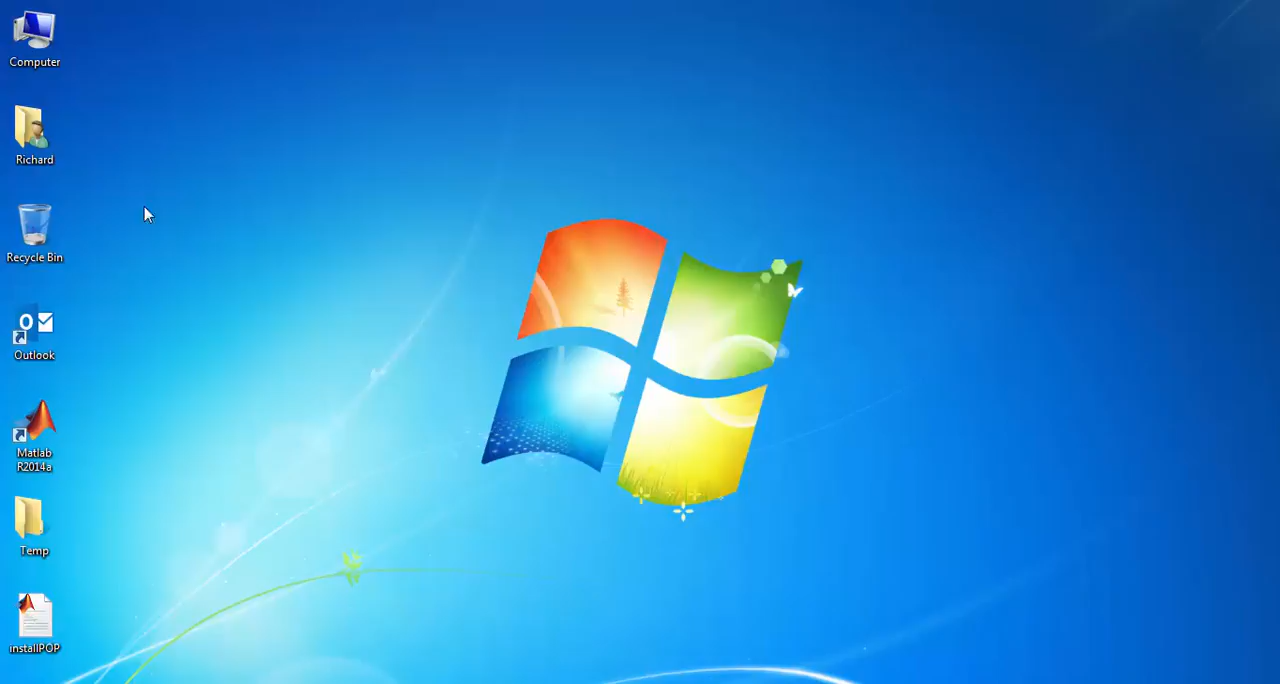 Computer
Richard
Recycle Bin
Outlook
Matlab
R2014a
Temp
installPOP